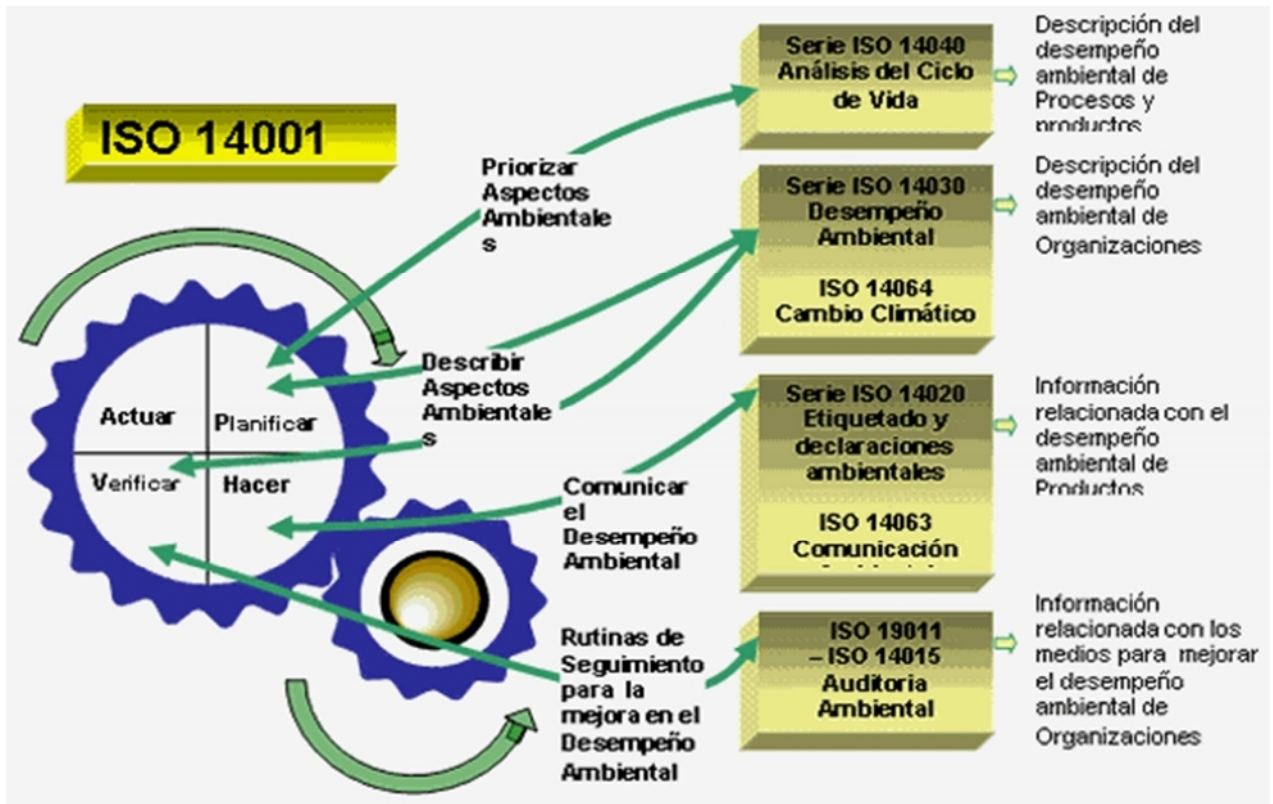 ISO 14001
Actuar
Planificar
Verificar
Hacer
Priorizar
Aspectos
Ambientale
s
Describir
Aspectos
Ambientale
s
Comunicar
el
Desempeño
Ambiental
Rutinas de
Seguimiento
para la
mejora en el
Desempeño
Ambiental
Serie ISO 14040
Análisis del Ciclo
de Vida
Descripción del
desempeño
ambiental de
Procesos y
productos
Serie ISO 14030
Desempeño
Ambiental
ISO 14064
Cambio Climático
Descripción del
desempeño
ambiental de
Organizaciones
Serie ISO 14020
Etiquetado y
declaraciones
ambientales
ISO 14063
Comunicación
Información
relacionada con el
desempeño
ambiental de
Productos
ISO 19011
– ISO 14015
Auditoria
Ambiental
Información
relacionada con los
medios para mejorar
el desempeño
ambiental de
Organizaciones